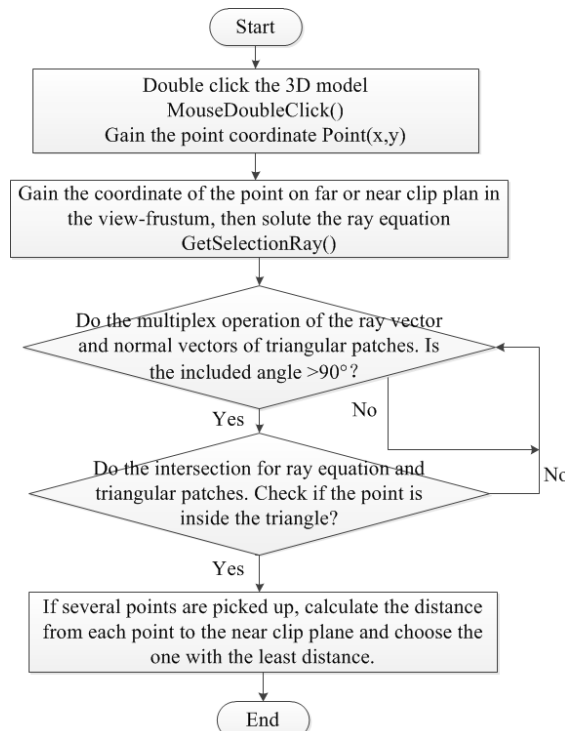 Start
Double click the 3D model
MouseDoubleClick()
Gain the point coordinate Point(x,y)
Gain the coordinate of the point on far or near clip plan in
the view-frustum, then solute the ray equation
GetSelectionRay()
Do the multiplex operation of the ray vector
and normal vectors of triangular patches. Is
the included angle >90°?
No
Yes
Do the intersection for ray equation and
triangular patches. Check if the point is
inside the triangle?
No
Yes
If several points are picked up, calculate the distance
from each point to the near clip plane and choose the
one with the least distance.
End